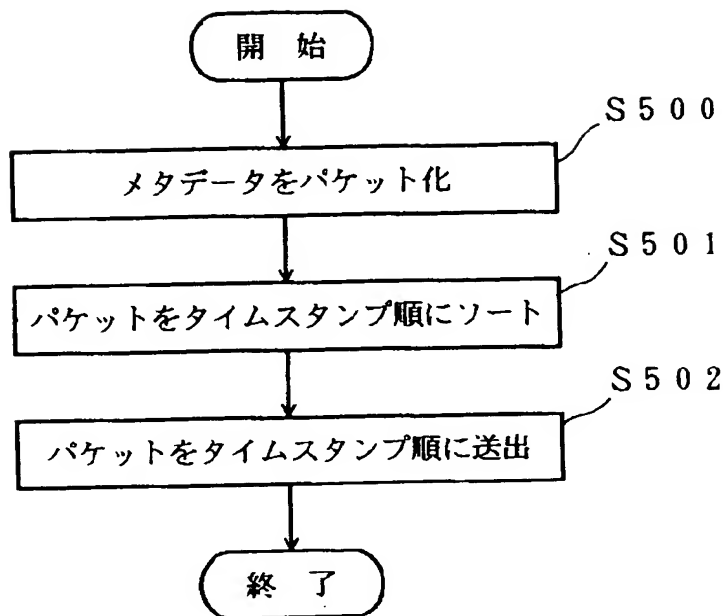 開 始
S500
メタデータをパケット化
S501
パケットをタイムスタンプ順にソート
S502
パケットをタイムスタンプ順に送出
終 了